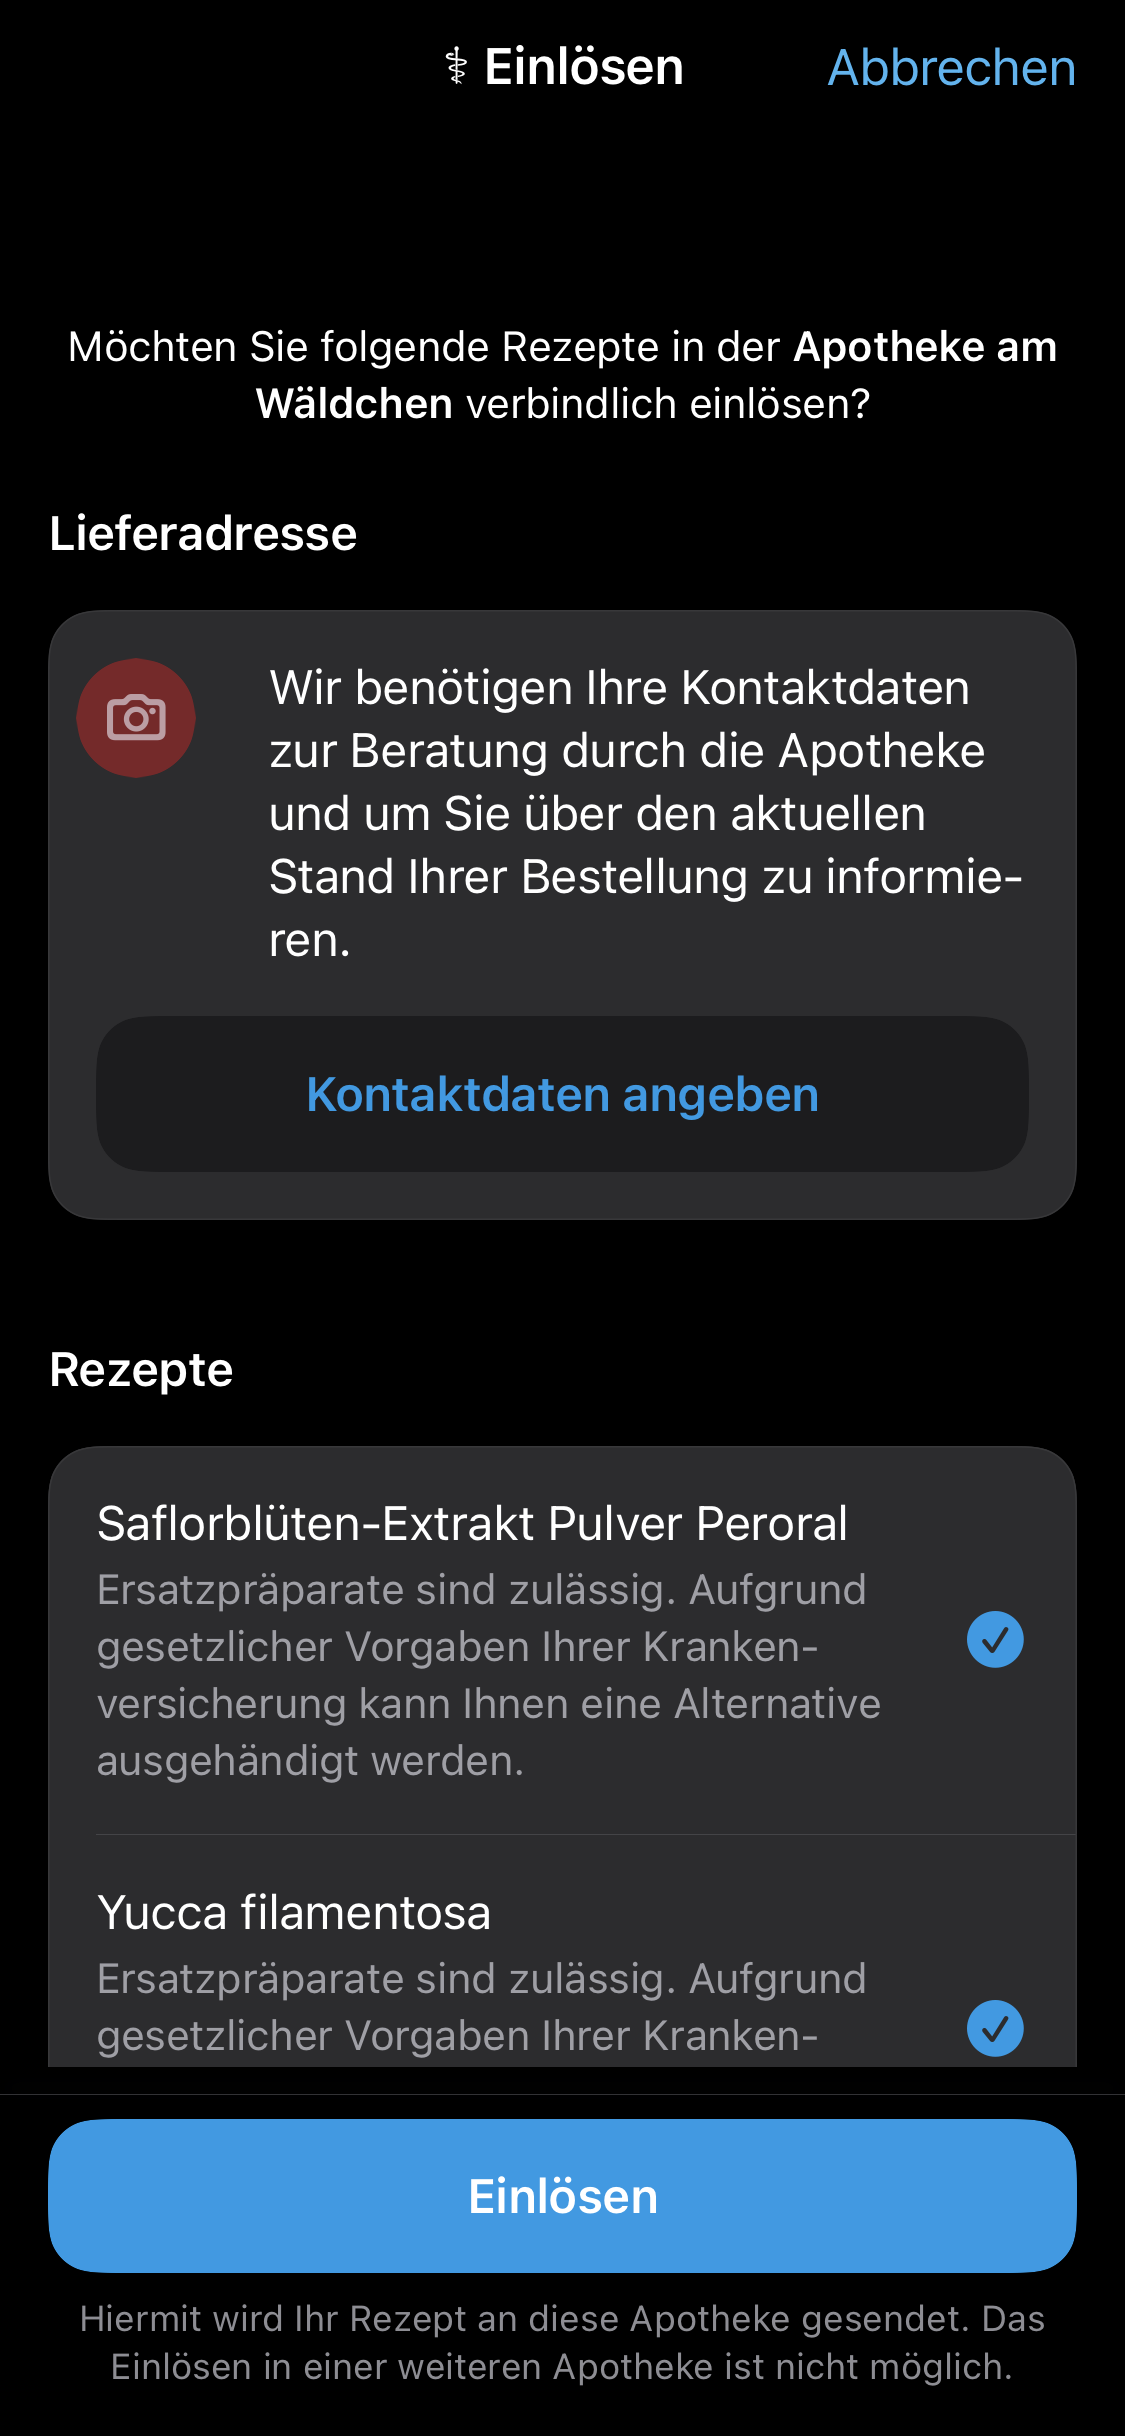 ⚕ Einlösen
Abbrechen
Möchten Sie folgende Rezepte in der Apotheke am
Wäldchen verbindlich einlösen?
Lieferadresse
Wir benötigen Ihre Kontaktdaten
zur Beratung durch die Apotheke
und um Sie über den aktuellen
Stand Ihrer Bestellung zu informie-
ren.
Kontaktdaten angeben
Rezepte
Saflorblüten-Extrakt Pulver Peroral
Ersatzpräparate sind zulässig. Aufgrund
gesetzlicher Vorgaben Ihrer Kranken-
versicherung kann Ihnen eine Alternative
ausgehändigt werden.
Yucca filamentosa
Ersatzpräparate sind zulässig. Aufgrund
gesetzlicher Vorgaben Ihrer Kranken-
Einlösen
Hiermit wird Ihr Rezept an diese Apotheke gesendet. Das
Einlösen in einer weiteren Apotheke ist nicht möglich.